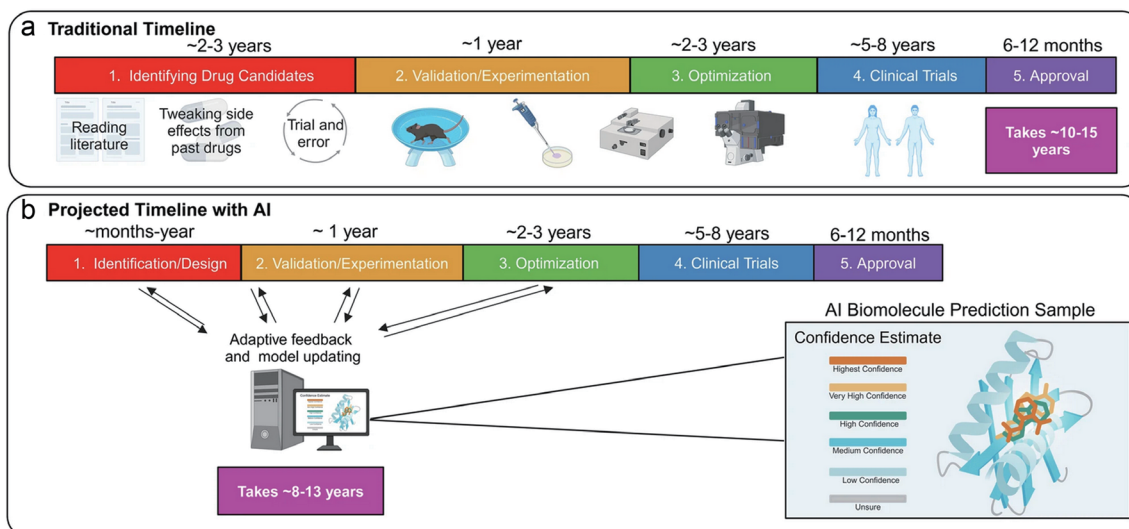 a Traditional Timeline
~2-3 years ~1 year ~2-3 years ~5-8 years 6-12 months
1. Identifying Drug Candidates 2. Validation/Experimentation 3. Optimization 4. Clinical Trials 5. Approval
Reading
literature
Tweaking side
effects from
past drugs
Trial and
error
Takes ~10-15
years
b Projected Timeline with AI
~months-year ~ 1 year ~2-3 years ~5-8 years 6-12 months
1. Identification/Design 2. Validation/Experimentation 3. Optimization 4. Clinical Trials 5. Approval
Adaptive feedback
and model updating
Confidence Estimate
Takes ~8-13 years
AI Biomolecule Prediction Sample
Confidence Estimate
Highest Confidence
Very High Confidence
High Confidence
Medium Confidence
Low Confidence
Unsure